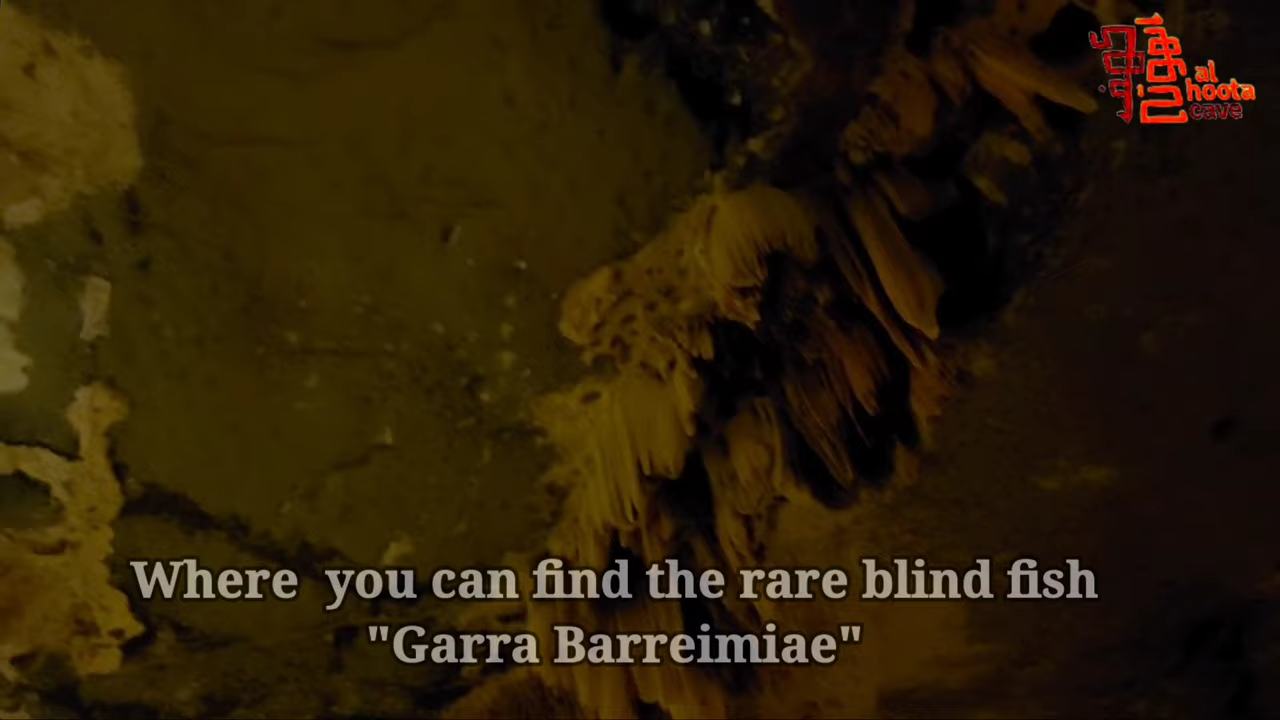 al
hoota
cave
Where  you can find the rare blind fish
"Garra Barreimiae"